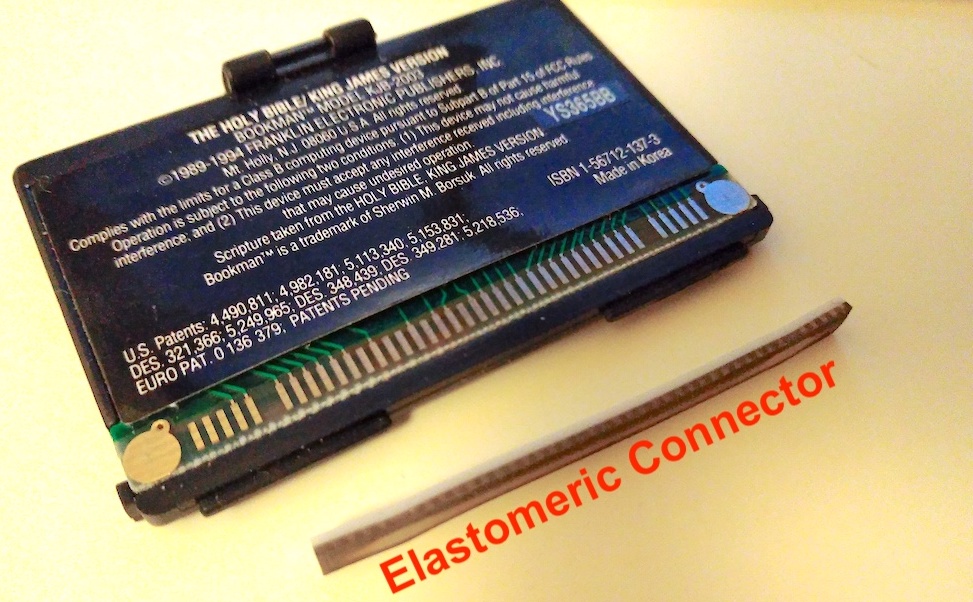 THE HOLY BIBLE/ KING JAMES VERSION
BOOKMAN™ MODEL KJB-2003
©1989-1994 FRANKLIN ELECTRONIC PUBLISHERS, INC
Mt. Holly, N.J. 08060 U.S.A. All rights reserved
Complies with the limits for a Class B computing device pursuant to Subpart B of Part 15 of FCC Rules
Operation is subject to the following two conditions: (1) This device may not cause harmful
interference, and (2) This device must accept any interference received including interference
that may cause undesired operation.
YS365BB
Scripture taken from the HOLY BIBLE, KING JAMES VERSION
Bookman™ is a trademark of Sherwin M. Borsuk. All rights reserved.
ISBN 1-56712-137-3
Made in Korea
U.S. Patents: 4,490,811; 4,982,181; 5,113,340; 5,153,831;
DES. 321,366; 5,249,965; DES. 348,439; DES. 349,281; 5,218,536;
EURO PAT. 0 136 379; PATENTS PENDING
Elastomeric Connector